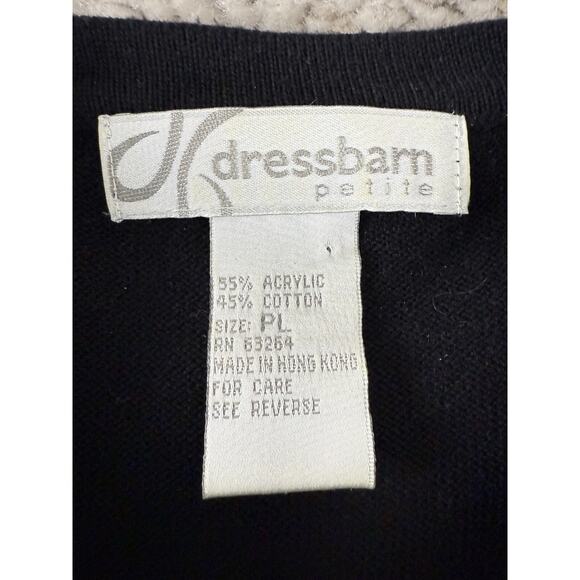 dressbarn
petite
55% ACRYLIC
45% COTTON
SIZE: PL
RN 63264
MADE IN HONG KONG
FOR CARE
SEE REVERSE